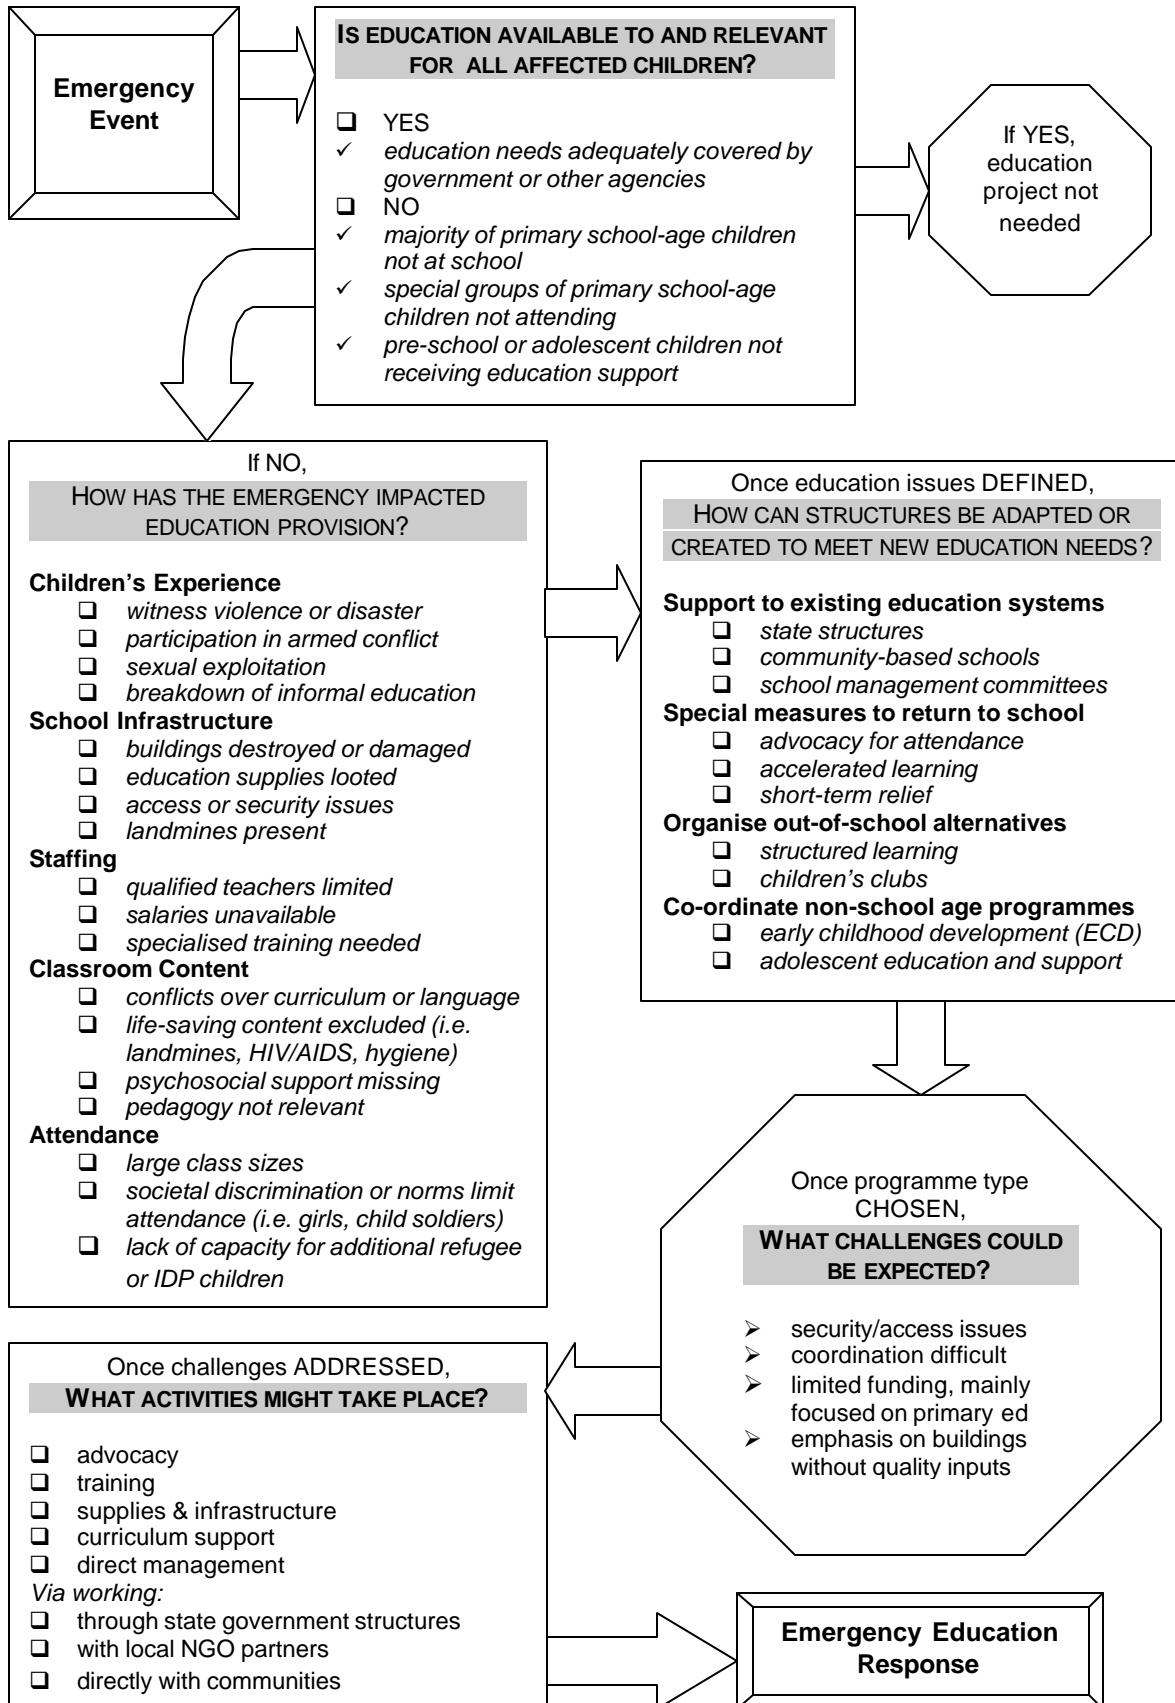 Emergency
Event
IS EDUCATION AVAILABLE TO AND RELEVANT
FOR ALL AFFECTED CHILDREN?
❑ YES
✓ education needs adequately covered by
government or other agencies
❑ NO
✓ majority of primary school-age children
not at school
✓ special groups of primary school-age
children not attending
✓ pre-school or adolescent children not
receiving education support
If YES,
education
project not
needed
If NO,
HOW HAS THE EMERGENCY IMPACTED
EDUCATION PROVISION?
Children's Experience
❑ witness violence or disaster
❑ participation in armed conflict
❑ sexual exploitation
❑ breakdown of informal education
School Infrastructure
❑ buildings destroyed or damaged
❑ education supplies looted
❑ access or security issues
❑ landmines present
Staffing
❑ qualified teachers limited
❑ salaries unavailable
❑ specialised training needed
Classroom Content
❑ conflicts over curriculum or language
❑ life-saving content excluded (i.e.
landmines, HIV/AIDS, hygiene)
❑ psychosocial support missing
❑ pedagogy not relevant
Attendance
❑ large class sizes
❑ societal discrimination or norms limit
attendance (i.e. girls, child soldiers)
❑ lack of capacity for additional refugee
or IDP children
Once education issues DEFINED,
HOW CAN STRUCTURES BE ADAPTED OR
CREATED TO MEET NEW EDUCATION NEEDS?
Support to existing education systems
❑ state structures
❑ community-based schools
❑ school management committees
Special measures to return to school
❑ advocacy for attendance
❑ accelerated learning
❑ short-term relief
Organise out-of-school alternatives
❑ structured learning
❑ children's clubs
Co-ordinate non-school age programmes
❑ early childhood development (ECD)
❑ adolescent education and support
Once programme type
CHOSEN,
WHAT CHALLENGES COULD
BE EXPECTED?
➢ security/access issues
➢ coordination difficult
➢ limited funding, mainly
focused on primary ed
➢ emphasis on buildings
without quality inputs
Once challenges ADDRESSED,
WHAT ACTIVITIES MIGHT TAKE PLACE?
❑ advocacy
❑ training
❑ supplies & infrastructure
❑ curriculum support
❑ direct management
Via working:
❑ through state government structures
❑ with local NGO partners
❑ directly with communities
Emergency Education
Response